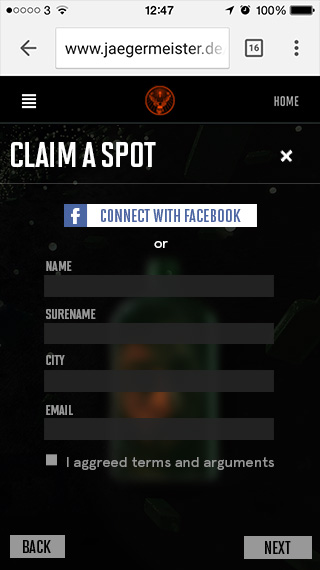 3 12:47 100%
www.jaegermeister.de 16
HOME
CLAIM A SPOT
f CONNECT WITH FACEBOOK
or
NAME
SURENAME
CITY
EMAIL
I aggreed terms and arguments
BACK NEXT